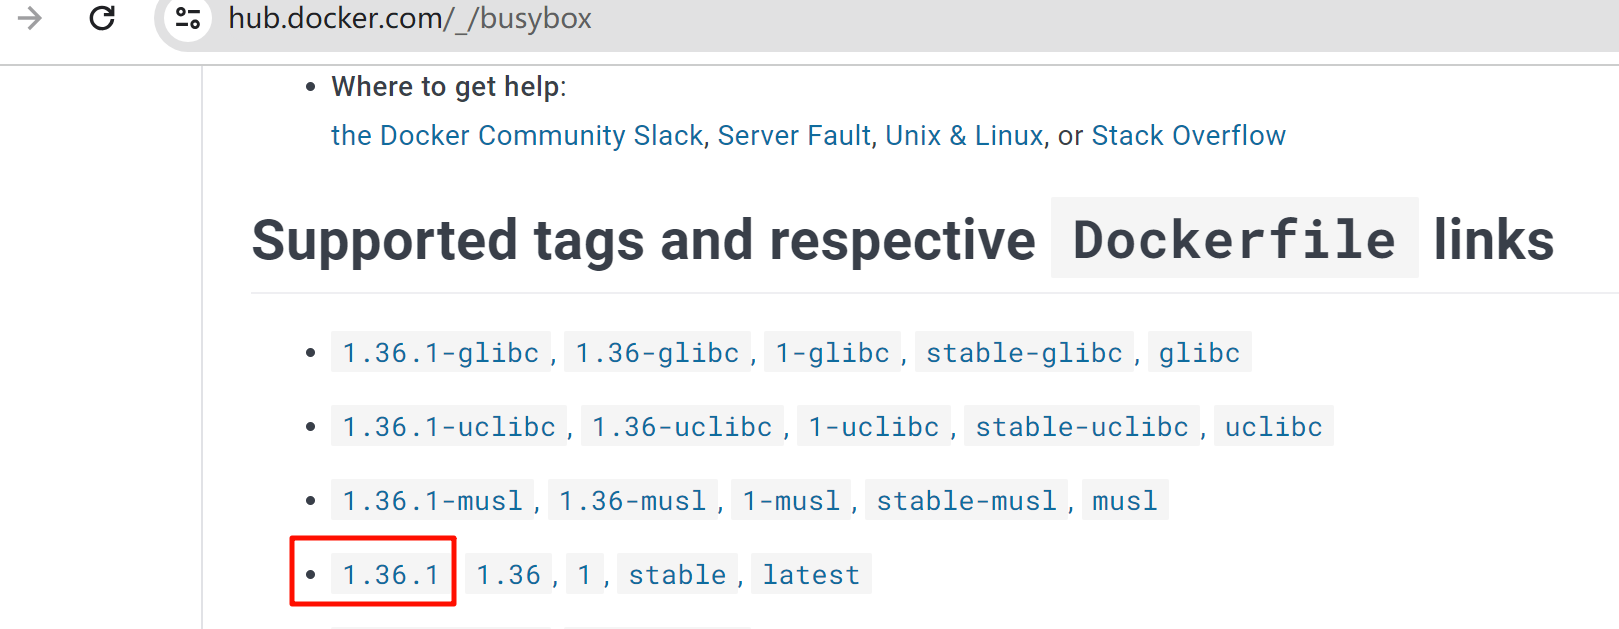 hub.docker.com/_/busybox
• Where to get help:
the Docker Community Slack, Server Fault, Unix & Linux, or Stack Overflow
Supported tags and respective Dockerfile links
• 1.36.1-glibc, 1.36-glibc, 1-glibc, stable-glibc, glibc
• 1.36.1-uclibc, 1.36-uclibc, 1-uclibc, stable-uclibc, uclibc
• 1.36.1-musl, 1.36-musl, 1-musl, stable-musl, musl
• 1.36.1 1.36, 1, stable, latest